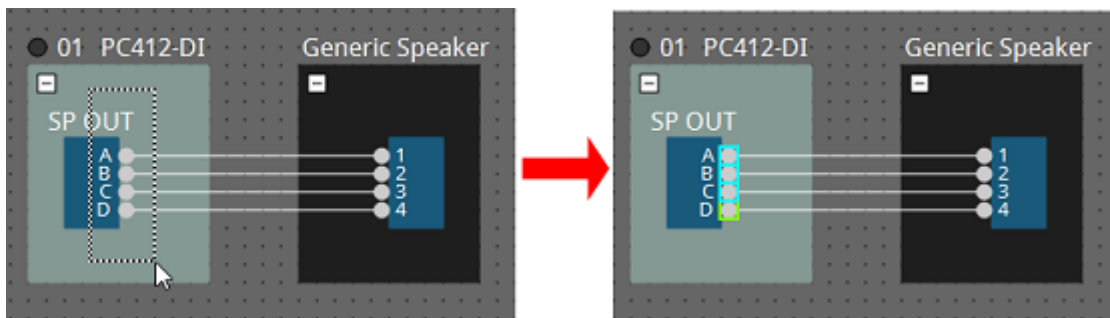 01 PC412-DI
Generic Speaker
SP OUT
A
B
C
D
1
2
3
4
01 PC412-DI
Generic Speaker
SP OUT
A
B
C
D
1
2
3
4